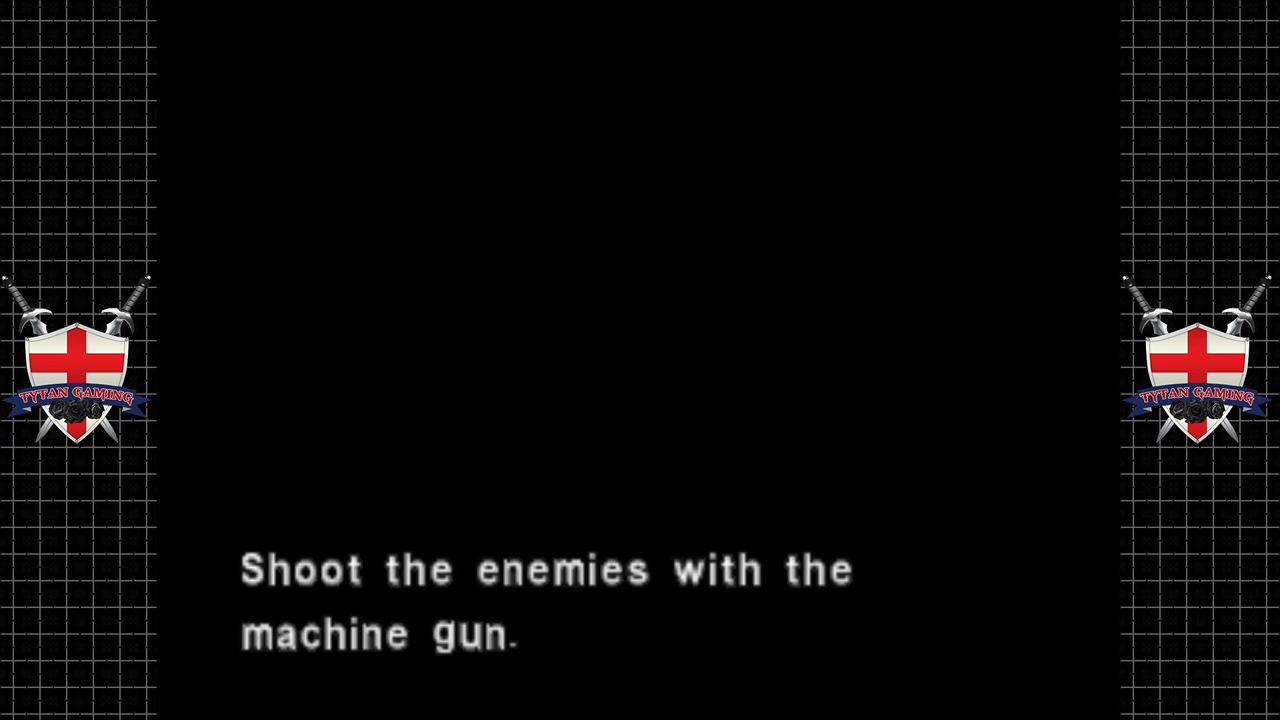 TYTAN GAMING
TYTAN GAMING
Shoot the enemies with the
machine gun.